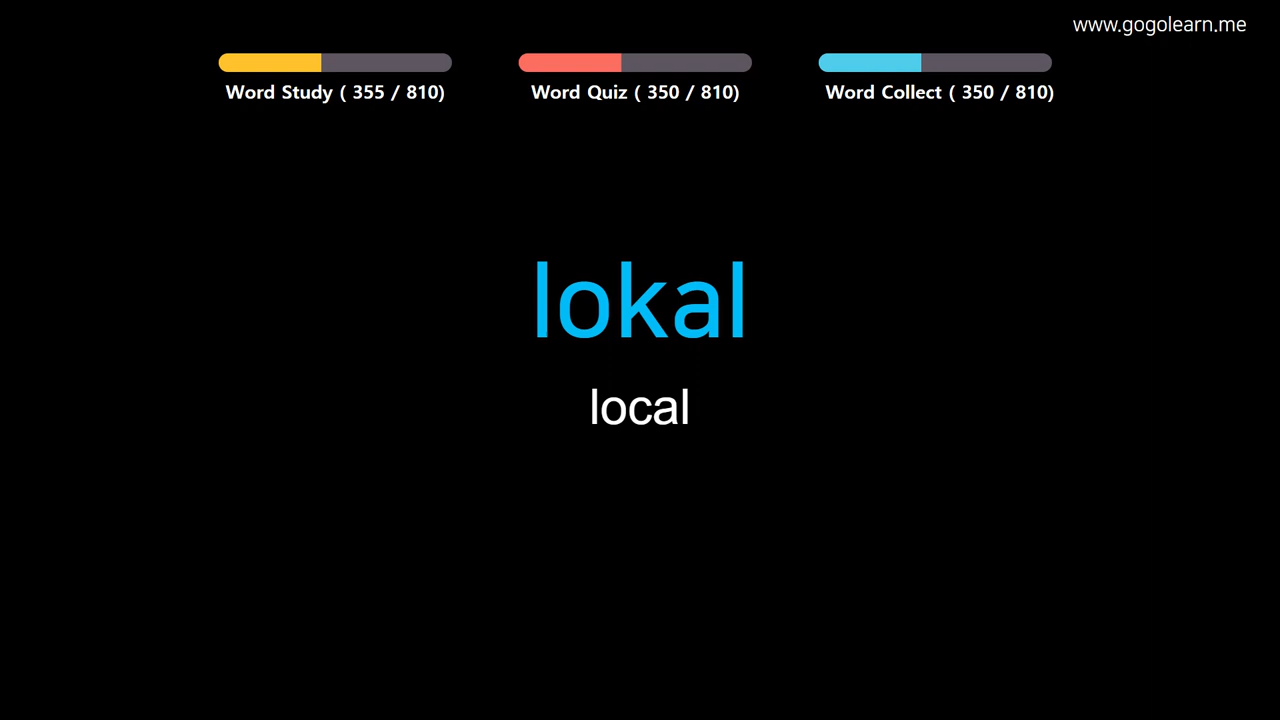 www.gogolearn.me
Word Study ( 355 / 810)
Word Quiz ( 350 / 810)
Word Collect ( 350 / 810)
lokal
local